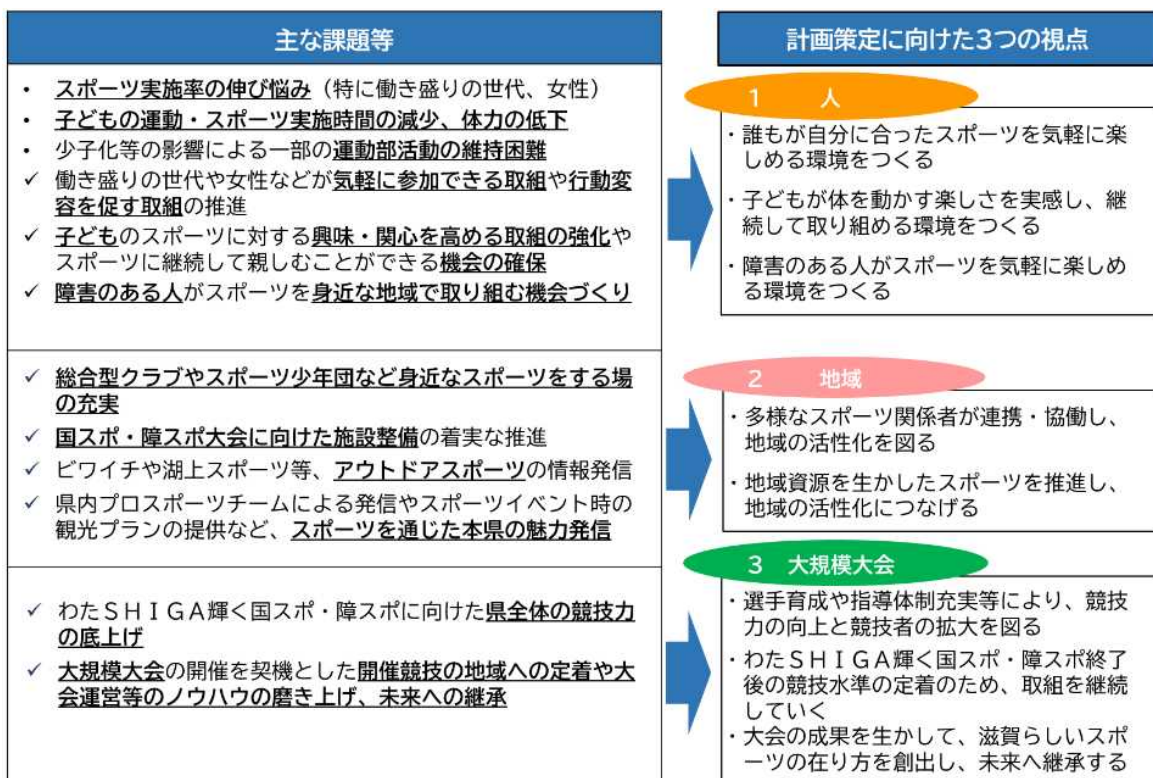 主な課題等
・ スポーツ実施率の伸び悩み（特に働き盛りの世代、女性）
・ 子どもの運動・スポーツ実施時間の減少、体力の低下
・ 少子化等の影響による一部の運動部活動の維持困難
✓ 働き盛りの世代や女性などが気軽に参加できる取組や行動変
容を促す取組の推進
✓ 子どものスポーツに対する興味・関心を高める取組の強化や
スポーツに継続して親しむことができる機会の確保
✓ 障害のある人がスポーツを身近な地域で取り組む機会づくり
✓ 総合型クラブやスポーツ少年団など身近なスポーツをする場
の充実
✓ 国スポ・障スポ大会に向けた施設整備の着実な推進
✓ ビワイチや湖上スポーツ等、アウトドアスポーツの情報発信
✓ 県内プロスポーツチームによる発信やスポーツイベント時の
観光プランの提供など、スポーツを通じた本県の魅力発信
✓ わたＳＨＩＧＡ輝く国スポ・障スポに向けた県全体の競技力
の底上げ
✓ 大規模大会の開催を契機とした開催競技の地域への定着や大
会運営等のノウハウの磨き上げ、未来への継承
計画策定に向けた3つの視点
1 人
・誰もが自分に合ったスポーツを気軽に楽
しめる環境をつくる
・子どもが体を動かす楽しさを実感し、継
続して取り組める環境をつくる
・障害のある人がスポーツを気軽に楽しめ
る環境をつくる
2 地域
・多様なスポーツ関係者が連携・協働し、
地域の活性化を図る
・地域資源を生かしたスポーツを推進し、
地域の活性化につなげる
3 大規模大会
・選手育成や指導体制充実等により、競技
力の向上と競技者の拡大を図る
・わたＳＨＩＧＡ輝く国スポ・障スポ終了
後の競技水準の定着のため、取組を継続
していく
・大会の成果を生かして、滋賀らしいスポ
ーツの在り方を創出し、未来へ継承する